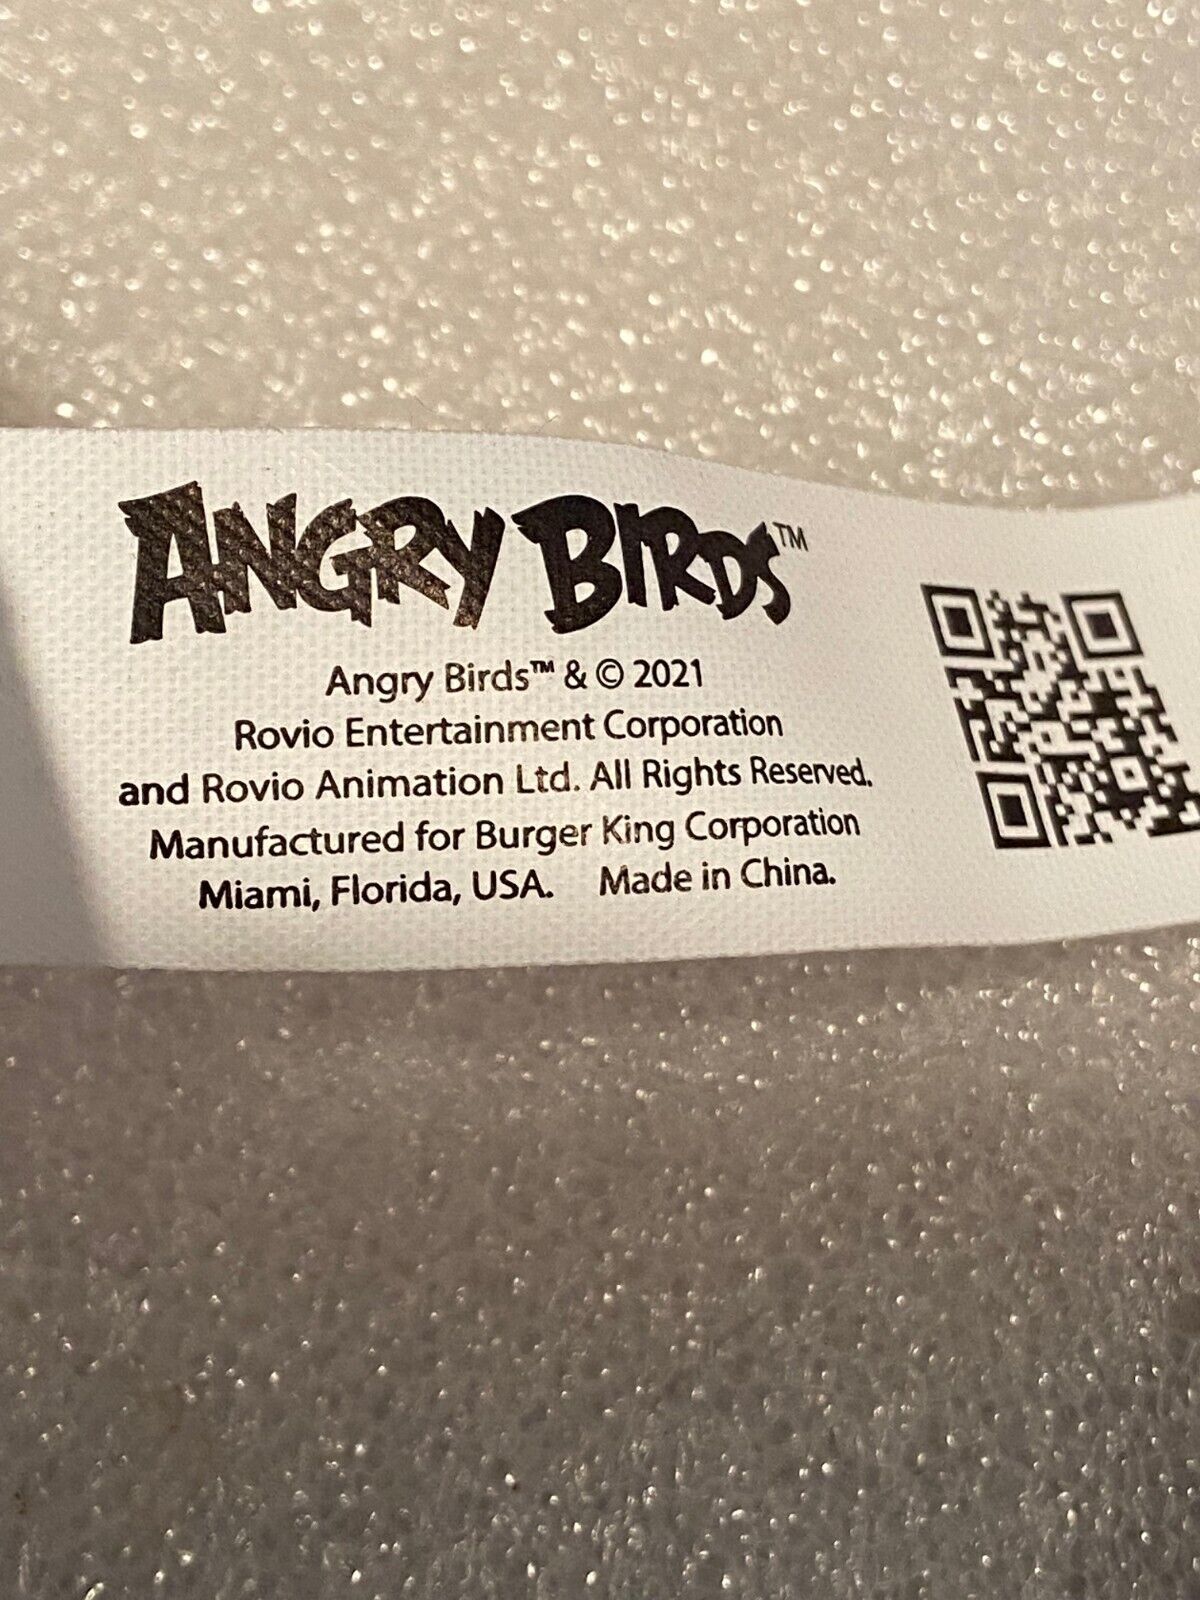 ANGRY BIRDS™
Angry Birds™ & © 2021
Rovio Entertainment Corporation
and Rovio Animation Ltd. All Rights Reserved.
Manufactured for Burger King Corporation
Miami, Florida, USA. Made in China.